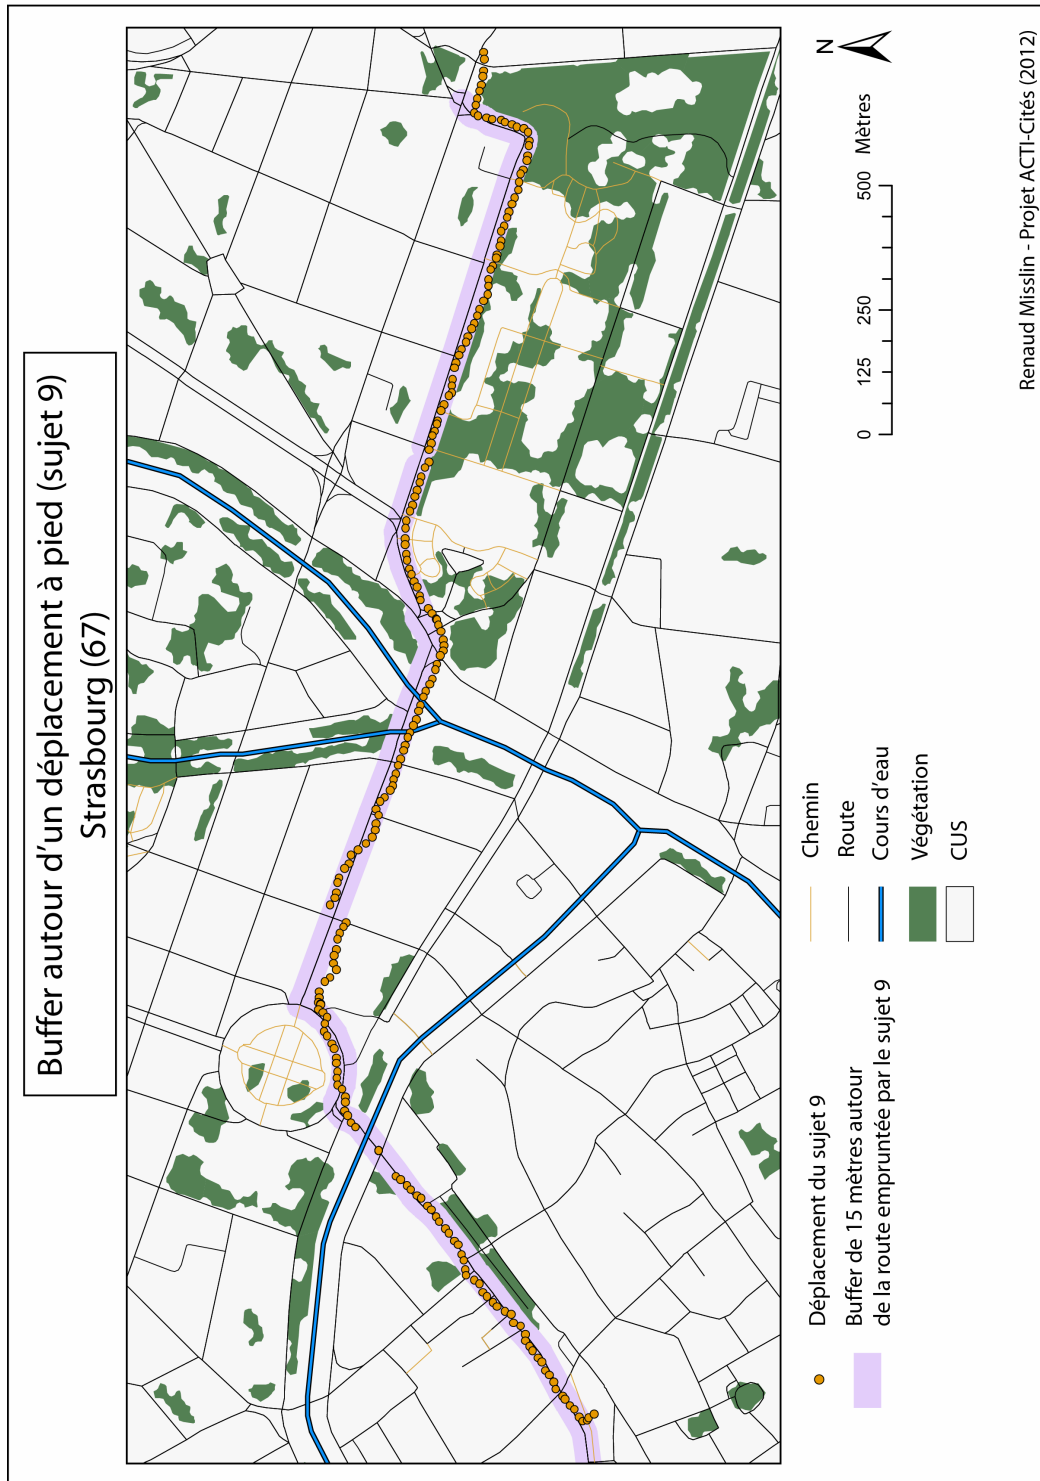 Buffer autour d'un déplacement à pied (sujet 9)
Strasbourg (67)
Déplacement du sujet 9
Buffer de 15 mètres autour
de la route empruntée par le sujet 9
Chemin
Route
Cours d'eau
Végétation
CUS
0 125 250 500 Mètres
N
Renaud Misslin - Projet ACTI-Cités (2012)